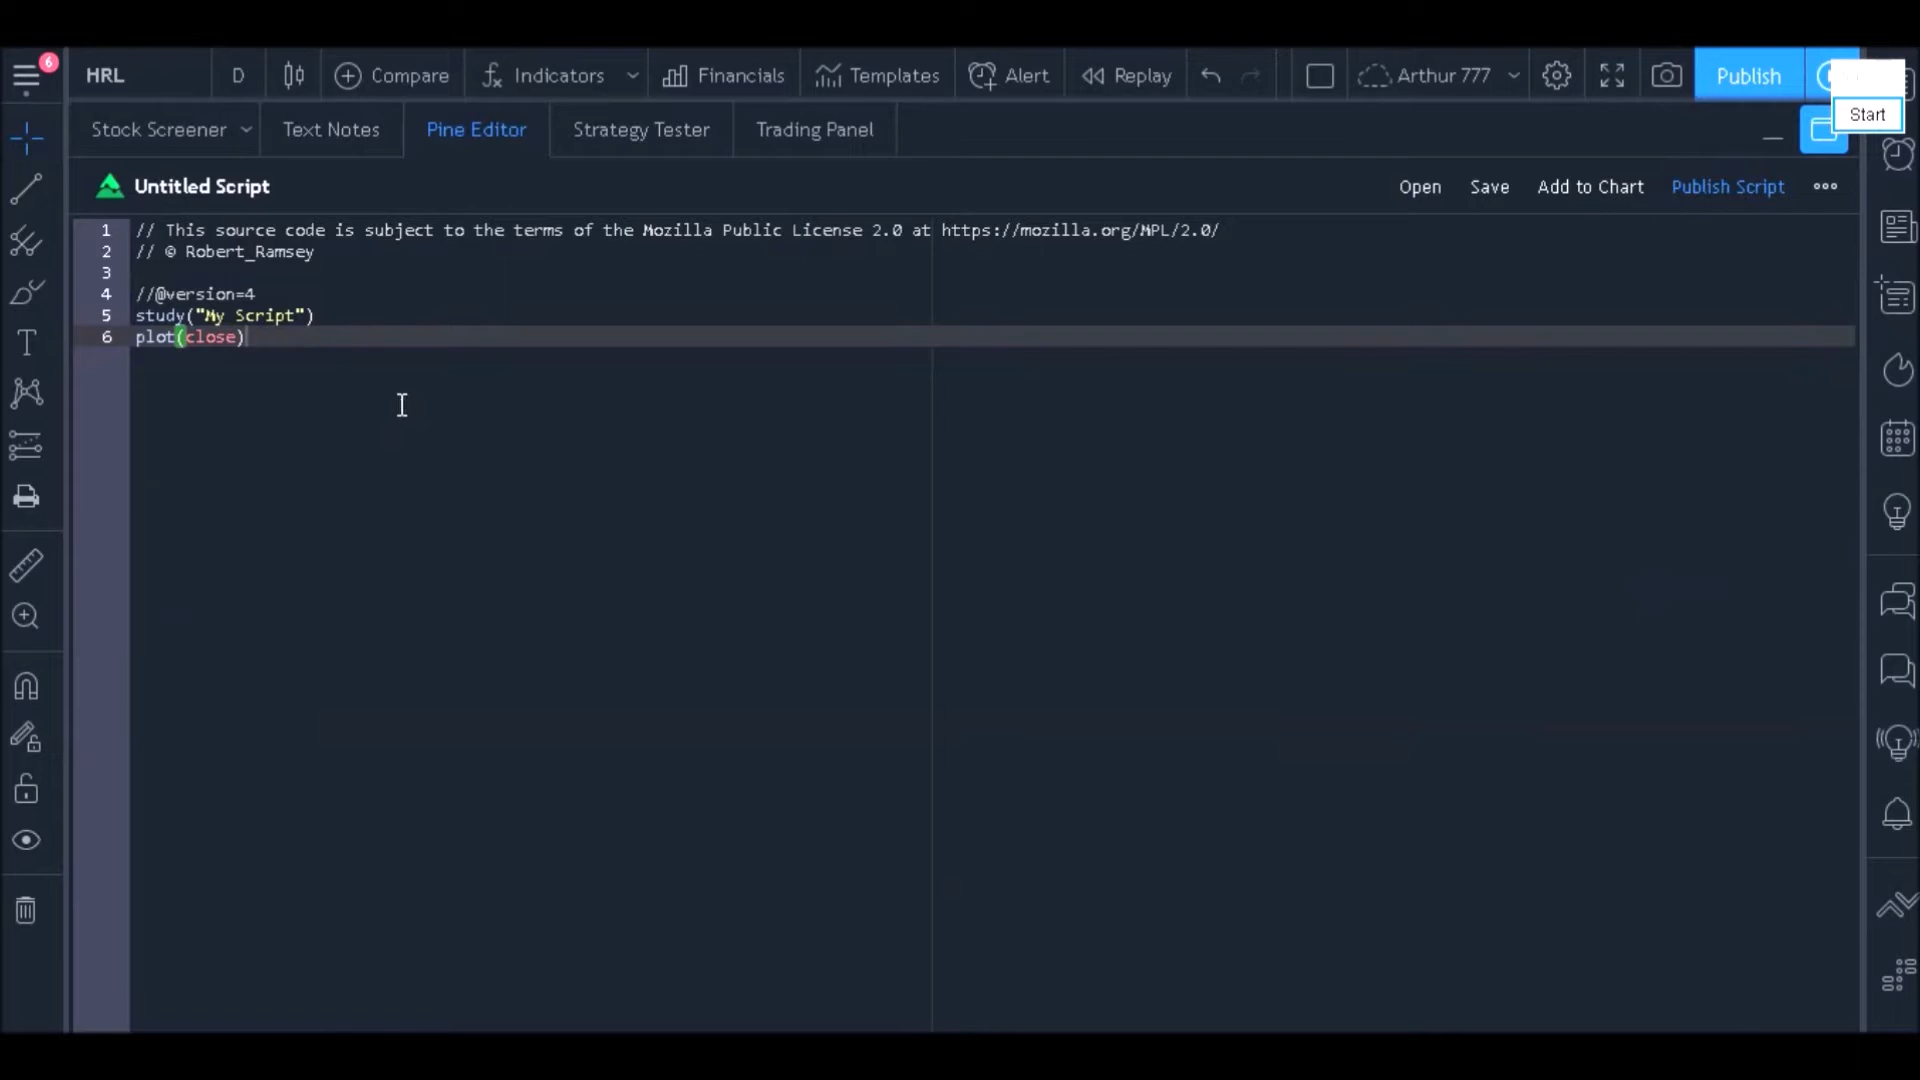 6
HRL D Compare Indicators Financials Templates Alert Replay Arthur 777 Publish
Start
Stock Screener Text Notes Pine Editor Strategy Tester Trading Panel
Untitled Script Open Save Add to Chart Publish Script
1 // This source code is subject to the terms of the Mozilla Public License 2.0 at https://mozilla.org/MPL/2.0/
2 // © Robert_Ramsey
3
4 //@version=4
5 study("My Script")
6 plot(close)